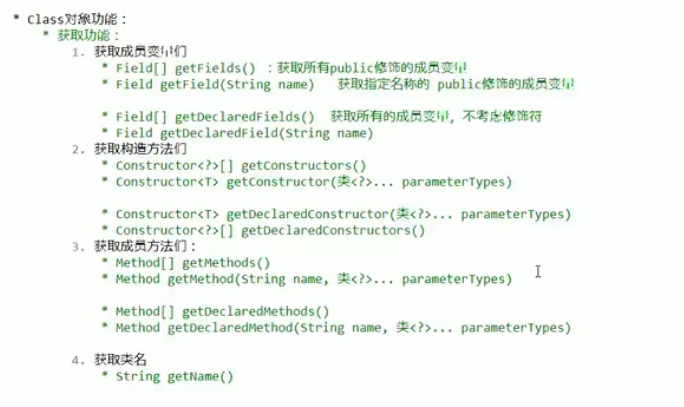 * Class对象功能：
* 获取功能：
1. 获取成员变量们
* Field[] getFields() ：获取所有public修饰的成员变量
* Field getField(String name)   获取指定名称的 public修饰的成员变量
* Field[] getDeclaredFields()  获取所有的成员变量，不考虑修饰符
* Field getDeclaredField(String name)
2. 获取构造方法们
* Constructor<?>[] getConstructors()
* Constructor<T> getConstructor(类<?>... parameterTypes)
* Constructor<T> getDeclaredConstructor(类<?>... parameterTypes)
* Constructor<?>[] getDeclaredConstructors()
3. 获取成员方法们：
* Method[] getMethods()
* Method getMethod(String name, 类<?>... parameterTypes)
* Method[] getDeclaredMethods()
* Method getDeclaredMethod(String name, 类<?>... parameterTypes)
4. 获取类名
* String getName()